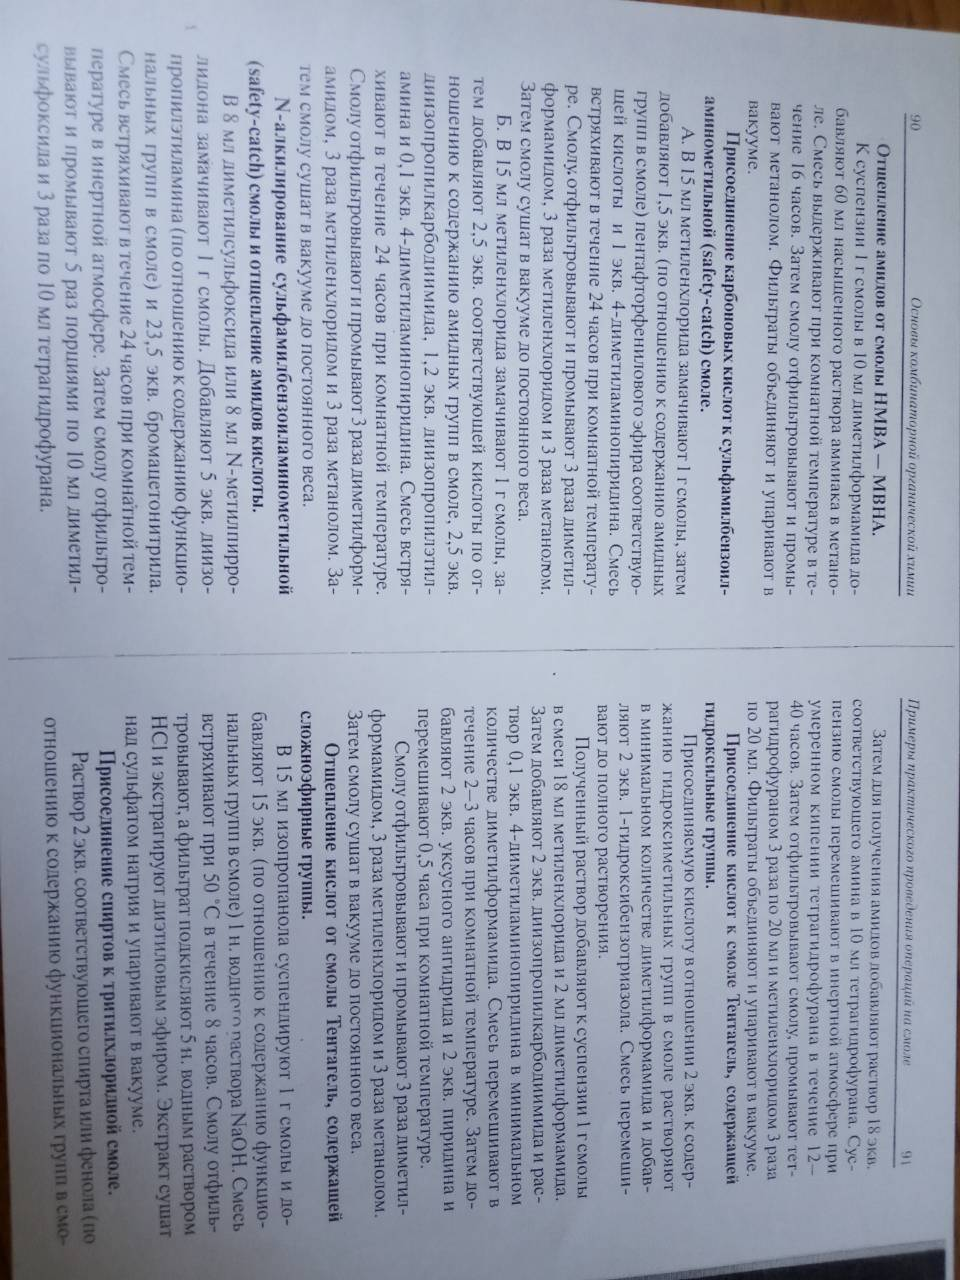 90 Основы комбинаторной органической химии
Отщепление амидов от смолы HMBA — MBHA.
К суспензии 1 г смолы в 10 мл диметилформамида до-
бавляют 60 мл насыщенного раствора аммиака в метано-
ле. Смесь выдерживают при комнатной температуре в те-
чение 16 часов. Затем смолу отфильтровывают и промы-
вают метанолом. Фильтраты объединяют и упаривают в
вакууме.
Присоединение карбоновых кислот к сульфамилбензоил-
аминометильной (safety-catch) смоле.
А. В 15 мл метиленхлорида замачивают 1 г смолы, затем
добавляют 1,5 экв. (по отношению к содержанию амидных
групп в смоле) пентафторфенилового эфира соответствую-
щей кислоты и 1 экв. 4-диметиламинопиридина. Смесь
встряхивают в течение 24 часов при комнатной температу-
ре. Смолу отфильтровывают и промывают 3 раза диметил-
формамидом, 3 раза метиленхлоридом и 3 раза метанолом.
Затем смолу сушат в вакууме до постоянного веса.
Б. В 15 мл метиленхлорида замачивают 1 г смолы, за-
тем добавляют 2,5 экв. соответствующей кислоты по от-
ношению к содержанию амидных групп в смоле, 2,5 экв.
диизопропилкарбодиимида, 1,2 экв. диизопропилэтил-
амина и 0,1 экв. 4-диметиламинопиридина. Смесь встря-
хивают в течение 24 часов при комнатной температуре.
Смолу отфильтровывают и промывают 3 раза диметилформ-
амидом, 3 раза метиленхлоридом и 3 раза метанолом. За-
тем смолу сушат в вакууме до постоянного веса.
N-алкилирование сульфамилбензоиламинометильной
(safety-catch) смолы и отщепление амидов кислоты.
В 8 мл диметилсульфоксида или 8 мл N-метилпирро-
лидона замачивают 1 г смолы. Добавляют 5 экв. диизо-
пропилэтиламина (по отношению к содержанию функцио-
нальных групп в смоле) и 23,5 экв. бромацетонитрила.
Смесь встряхивают в течение 24 часов при комнатной тем-
пературе в инертной атмосфере. Затем смолу отфильтро-
вывают и промывают 5 раз порциями по 10 мл диметил-
сульфоксида и 3 раза по 10 мл тетрагидрофурана.
Примеры практического проведения операций на смоле 91
Затем для получения амидов добавляют раствор 18 экв.
соответствующего амина в 10 мл тетрагидрофурана. Сус-
пензию смолы перемешивают в инертной атмосфере при
умеренном кипении тетрагидрофурана в течение 12—
40 часов. Затем отфильтровывают смолу, промывают тет-
рагидрофураном 3 раза по 20 мл и метиленхлоридом 3 раза
по 20 мл. Фильтраты объединяют и упаривают в вакууме.
Присоединение кислот к смоле Тентагель, содержащей
гидроксильные группы.
Присоединяемую кислоту в отношении 2 экв. к содер-
жанию гидроксиметильных групп в смоле растворяют
в минимальном количестве диметилформамида и добав-
ляют 2 экв. 1-гидроксибензотриазола. Смесь перемеши-
вают до полного растворения.
Полученный раствор добавляют к суспензии 1 г смолы
в смеси 18 мл метиленхлорида и 2 мл диметилформамида.
Затем добавляют 2 экв. диизопропилкарбодиимида и рас-
твор 0,1 экв. 4-диметиламинопиридина в минимальном
количестве диметилформамида. Смесь перемешивают в
течение 2—3 часов при комнатной температуре. Затем до-
бавляют 2 экв. уксусного ангидрида и 2 экв. пиридина и
перемешивают 0,5 часа при комнатной температуре.
Смолу отфильтровывают и промывают 3 раза диметил-
формамидом, 3 раза метиленхлоридом и 3 раза метанолом.
Затем смолу сушат в вакууме до постоянного веса.
Отщепление кислот от смолы Тентагель, содержащей
сложноэфирные группы.
В 15 мл изопропанола суспендируют 1 г смолы и до-
бавляют 15 экв. (по отношению к содержанию функцио-
нальных групп в смоле) 1 н. водного раствора NaOH. Смесь
встряхивают при 50 °С в течение 8 часов. Смолу отфиль-
тровывают, а фильтрат подкисляют 5 н. водным раствором
HCl и экстрагируют диэтиловым эфиром. Экстракт сушат
над сульфатом натрия и упаривают в вакууме.
Присоединение спиртов к тритилхлоридной смоле.
Раствор 2 экв. соответствующего спирта или фенола (по
отношению к содержанию функциональных групп в смо-